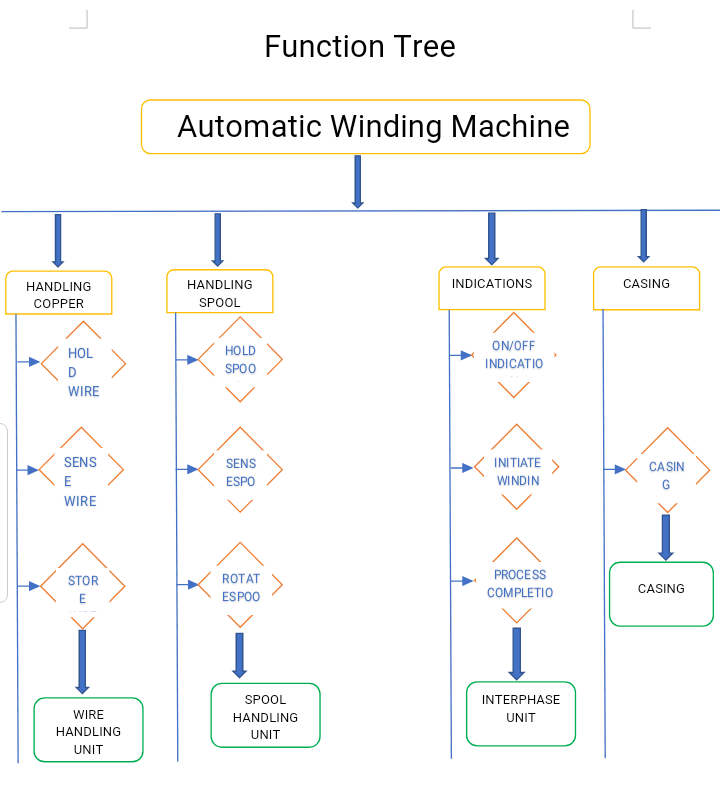 Function Tree
Automatic Winding Machine
HANDLING
COPPER
HOL
D
WIRE
SENS
E
WIRE
STOR
E
WIRE
HANDLING
UNIT
HANDLING
SPOOL
HOLD
SPOO
SENS
ESPO
ROTAT
ESPOO
SPOOL
HANDLING
UNIT
INDICATIONS
ON/OFF
INDICATIO
INITIATE
WINDIN
PROCESS
COMPLETIO
INTERPHASE
UNIT
CASING
CASIN
G
CASING